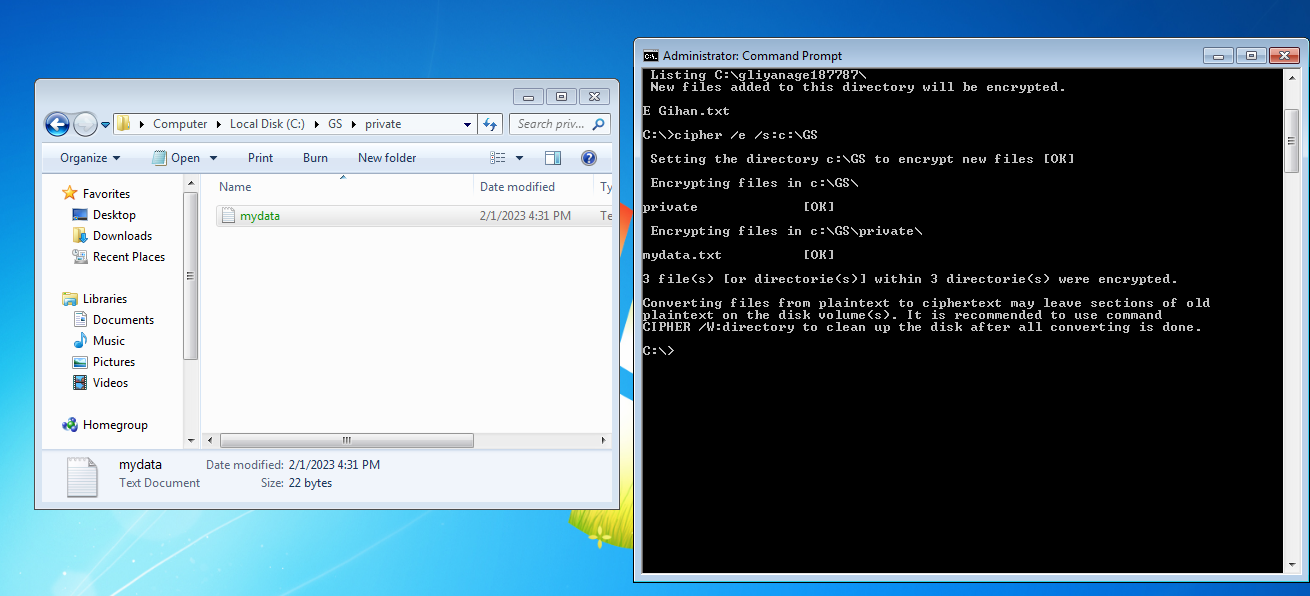 Computer Local Disk (C:) GS private
Search priv...
Organize Open Print Burn New folder
Favorites
Desktop
Downloads
Recent Places
Libraries
Documents
Music
Pictures
Videos
Homegroup
Name Date modified Ty
mydata 2/1/2023 4:31 PM Te
mydata Date modified: 2/1/2023 4:31 PM
Text Document Size: 22 bytes
C:\. Administrator: Command Prompt
Listing C:\gliyanage187787\
New files added to this directory will be encrypted.
E Gihan.txt
C:\>cipher /e /s:c:\GS
Setting the directory c:\GS to encrypt new files [OK]
Encrypting files in c:\GS\
private [OK]
Encrypting files in c:\GS\private\
mydata.txt [OK]
3 file(s) [or directorie(s)] within 3 directorie(s) were encrypted.
Converting files from plaintext to ciphertext may leave sections of old
plaintext on the disk volume(s). It is recommended to use command
CIPHER /W:directory to clean up the disk after all converting is done.
C:\>